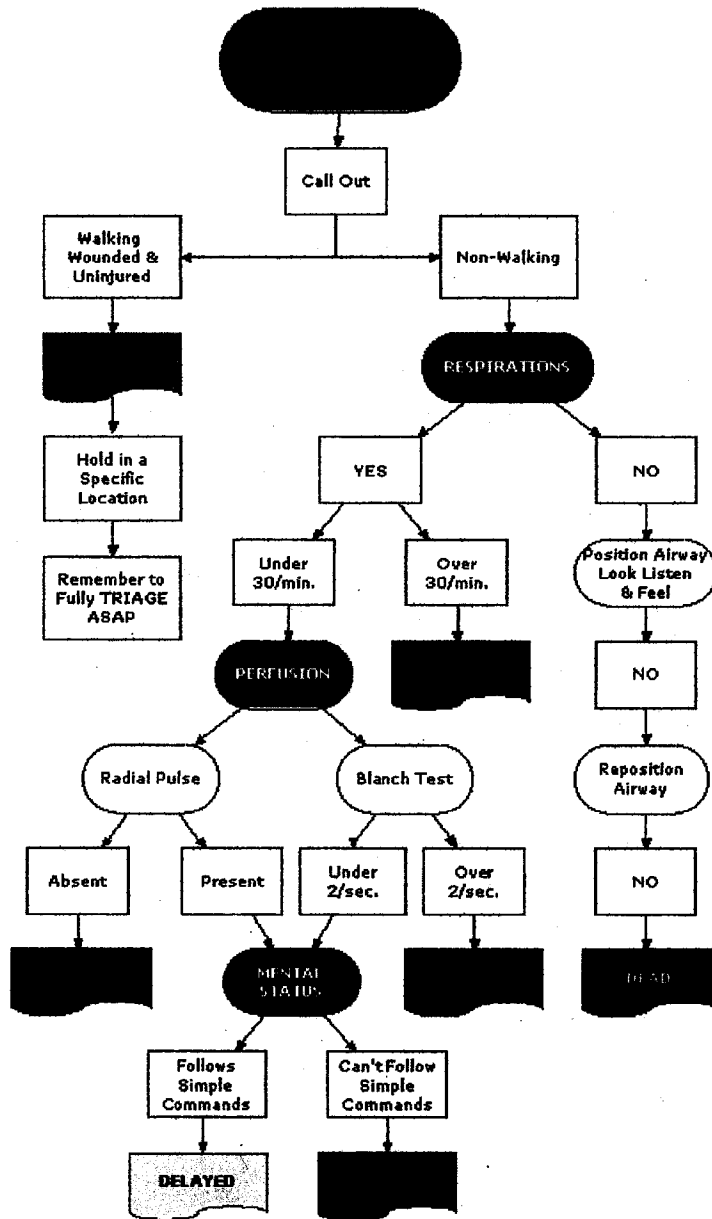 Call Out
Walking
Wounded &
Uninjured
Non-Walking
RESPIRATIONS
Hold in a
Specific
Location
YES
NO
Remember to
Fully TRIAGE
ASAP
Under
30/min.
Over
30/min.
Position Airway
Look Listen
& Feel
PERFUSION
NO
Radial Pulse
Blanch Test
Reposition
Airway
Absent
Present
Under
2/sec.
Over
2/sec.
NO
MENTAL
STATUS
DEAD
Follows
Simple
Commands
Can't Follow
Simple
Commands
DELAYED